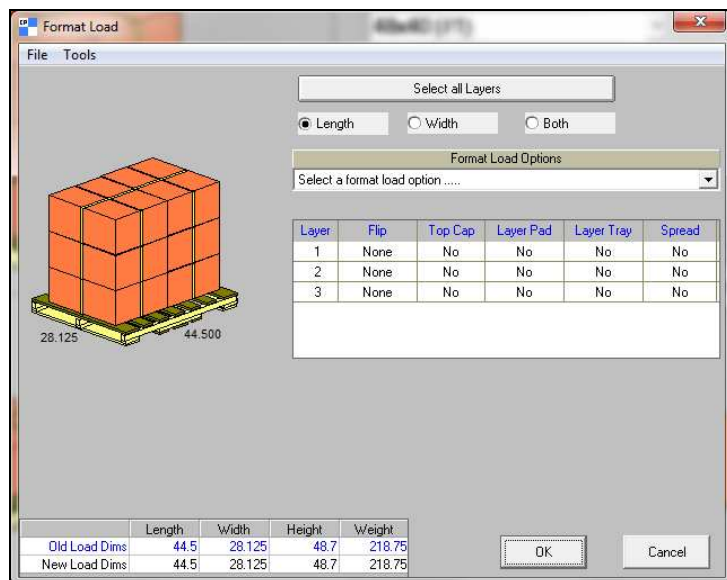 Format Load
48x40 (#1)
File Tools
Select all Layers
Length Width Both
Format Load Options
Select a format load option .....
Layer Flip Top Cap Layer Pad Layer Tray Spread
1 None No No No No
2 None No No No No
3 None No No No No
28.125 44.500
Length Width Height Weight
Old Load Dims 44.5 28.125 48.7 218.75
New Load Dims 44.5 28.125 48.7 218.75
OK Cancel